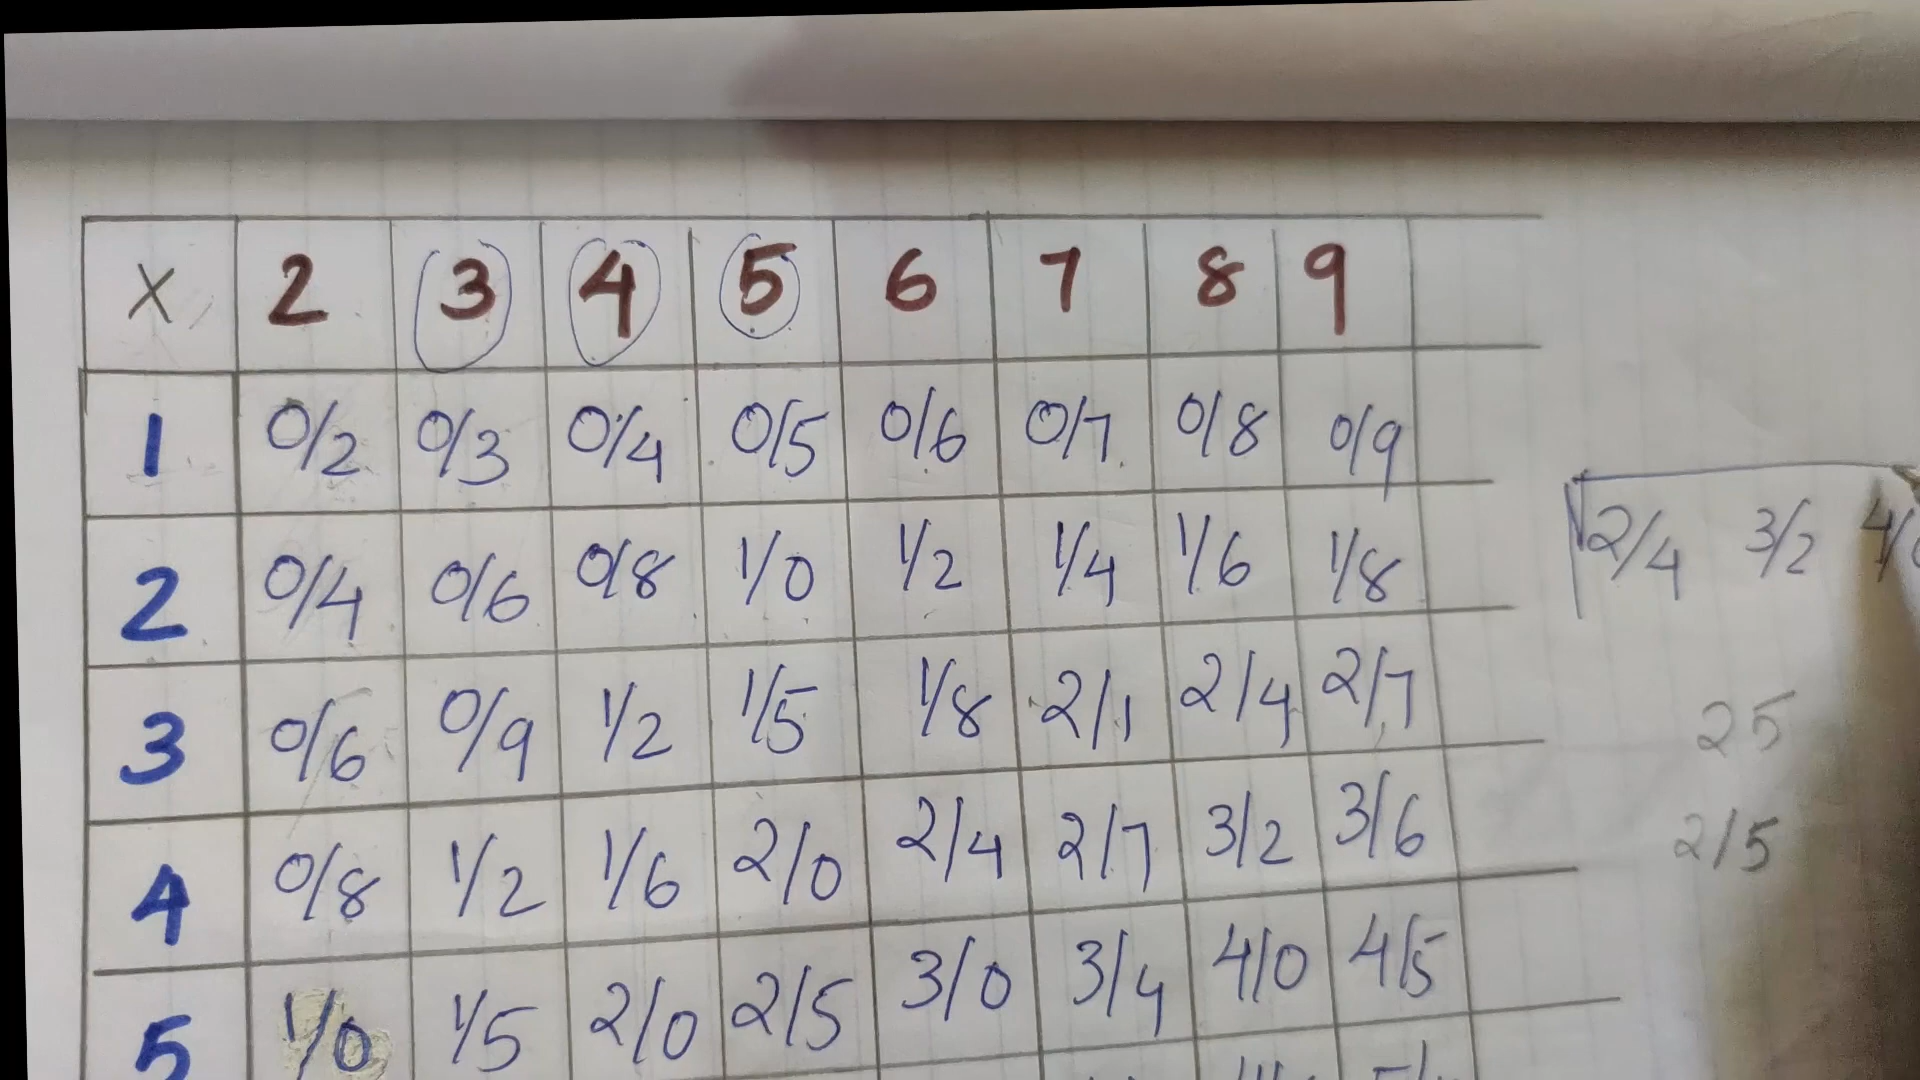 X 2 3 4 5 6 7 8 9
1 0/2 0/3 0/4 0/5 0/6 0/7 0/8 0/9
2 0/4 0/6 0/8 1/0 1/2 1/4 1/6 1/8
3 0/6 0/9 1/2 1/5 1/8 2/1 2/4 2/7
4 0/8 1/2 1/6 2/0 2/4 2/7 3/2 3/6
5 1/0 1/5 2/0 2/5 3/0 3/4 4/0 4/5
2/4 3/2
25
2/5